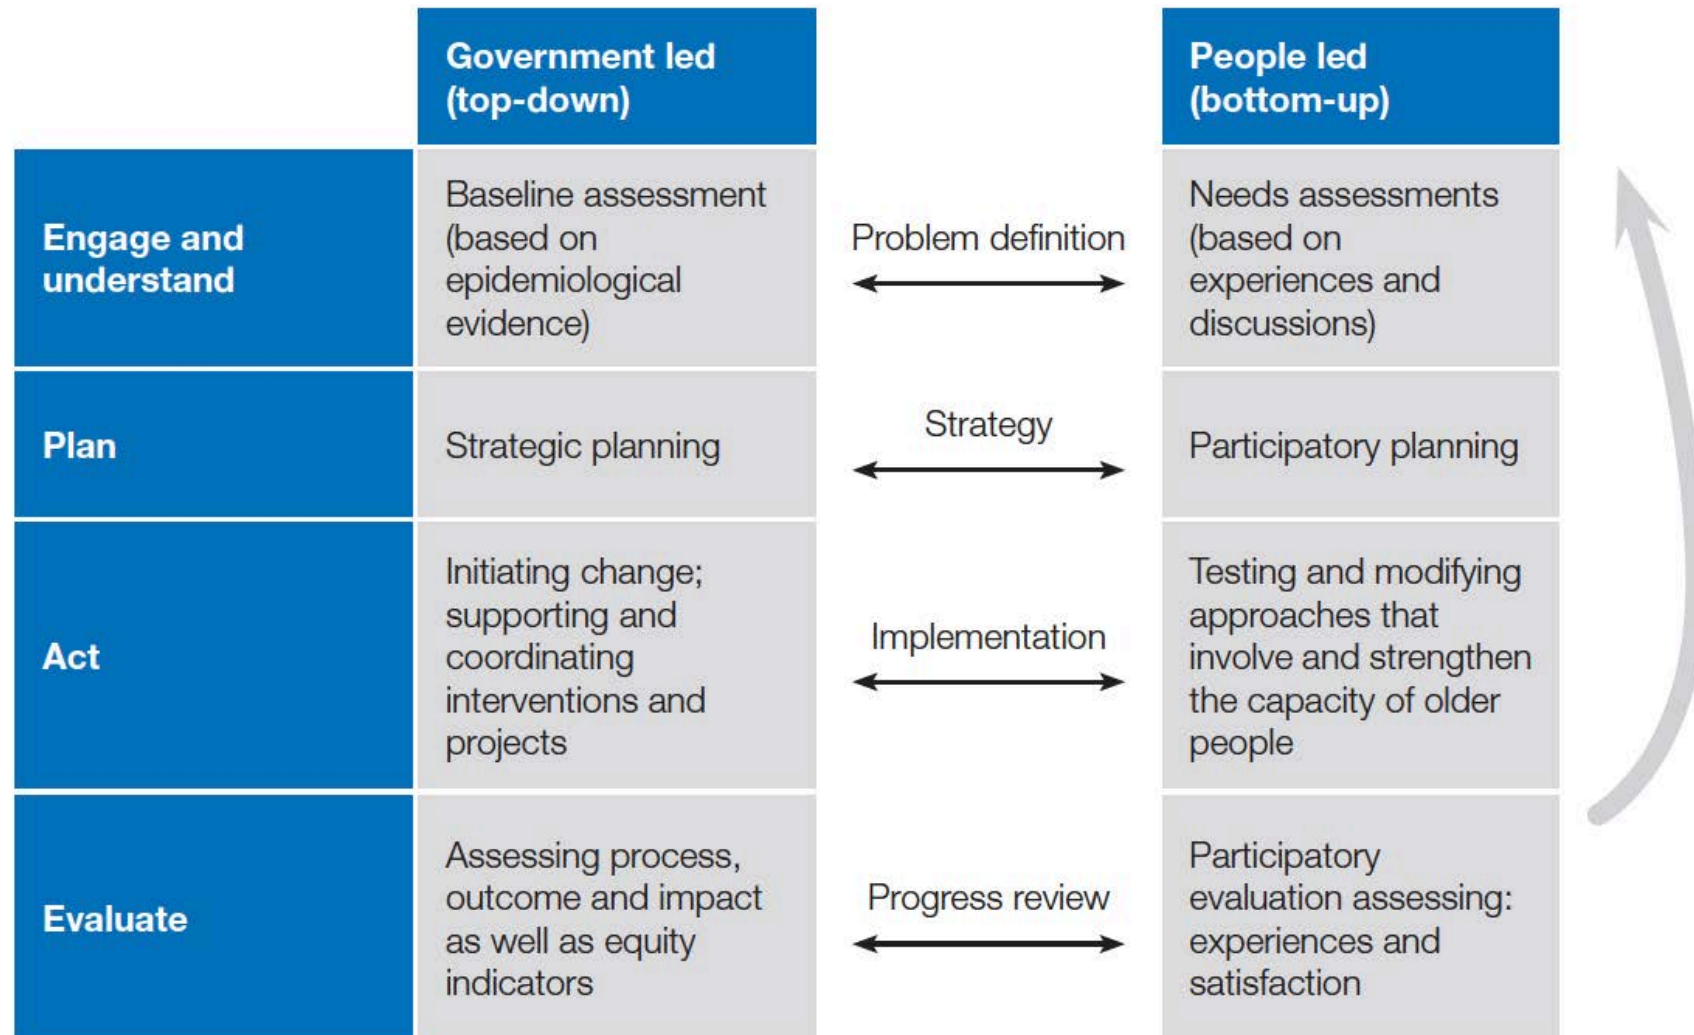 Government led
(top-down)
People led
(bottom-up)
Engage and
understand
Baseline assessment
(based on
epidemiological
evidence)
Problem definition
Needs assessments
(based on
experiences and
discussions)
Plan
Strategic planning
Strategy
Participatory planning
Act
Initiating change;
supporting and
coordinating
interventions and
projects
Implementation
Testing and modifying
approaches that
involve and strengthen
the capacity of older
people
Evaluate
Assessing process,
outcome and impact
as well as equity
indicators
Progress review
Participatory
evaluation assessing:
experiences and
satisfaction